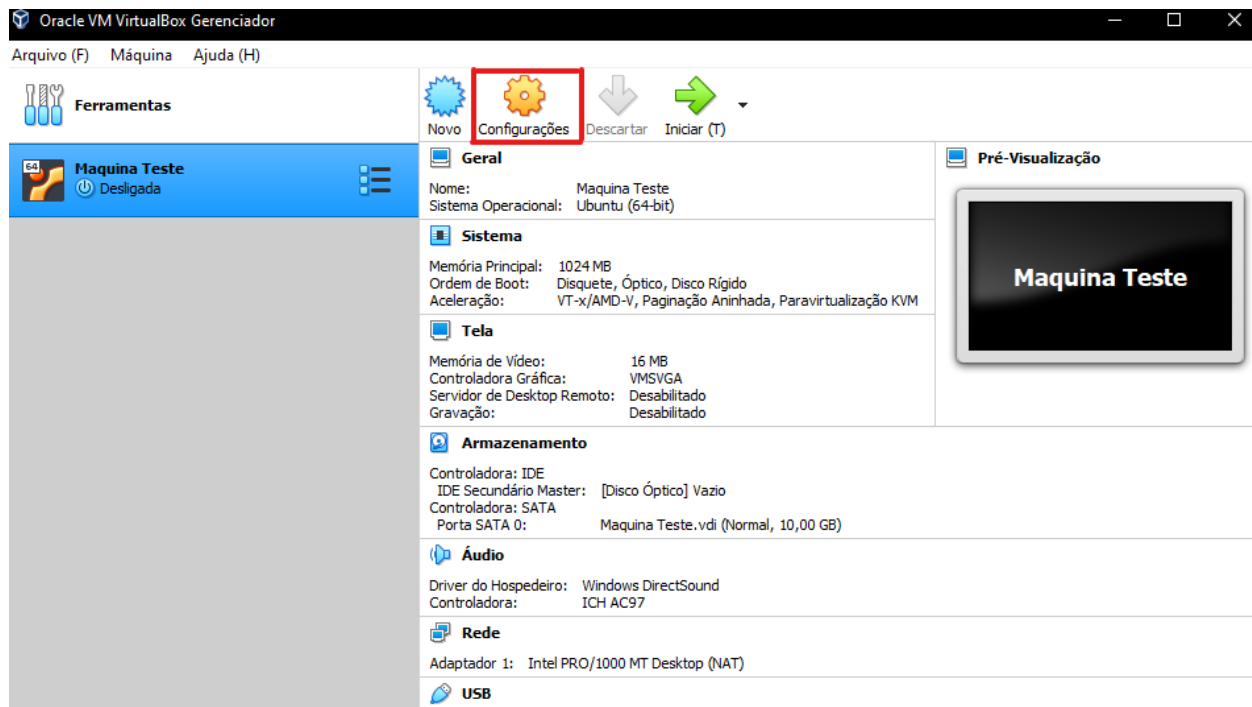 Oracle VM VirtualBox Gerenciador
Arquivo (F) Máquina Ajuda (H)
Ferramentas
Novo Configurações Descartar Iniciar (T)
64
Maquina Teste
Desligada
Geral
Nome: Maquina Teste
Sistema Operacional: Ubuntu (64-bit)
Sistema
Memória Principal: 1024 MB
Ordem de Boot: Disquete, Óptico, Disco Rígido
Aceleração: VT-x/AMD-V, Paginação Aninhada, Paravirtualização KVM
Tela
Memória de Vídeo: 16 MB
Controladora Gráfica: VMSVGA
Servidor de Desktop Remoto: Desabilitado
Gravação: Desabilitado
Pré-Visualização
Maquina Teste
Armazenamento
Controladora: IDE
IDE Secundário Master: [Disco Óptico] Vazio
Controladora: SATA
Porta SATA 0: Maquina Teste.vdi (Normal, 10,00 GB)
Áudio
Driver do Hospedeiro: Windows DirectSound
Controladora: ICH AC97
Rede
Adaptador 1: Intel PRO/1000 MT Desktop (NAT)
USB